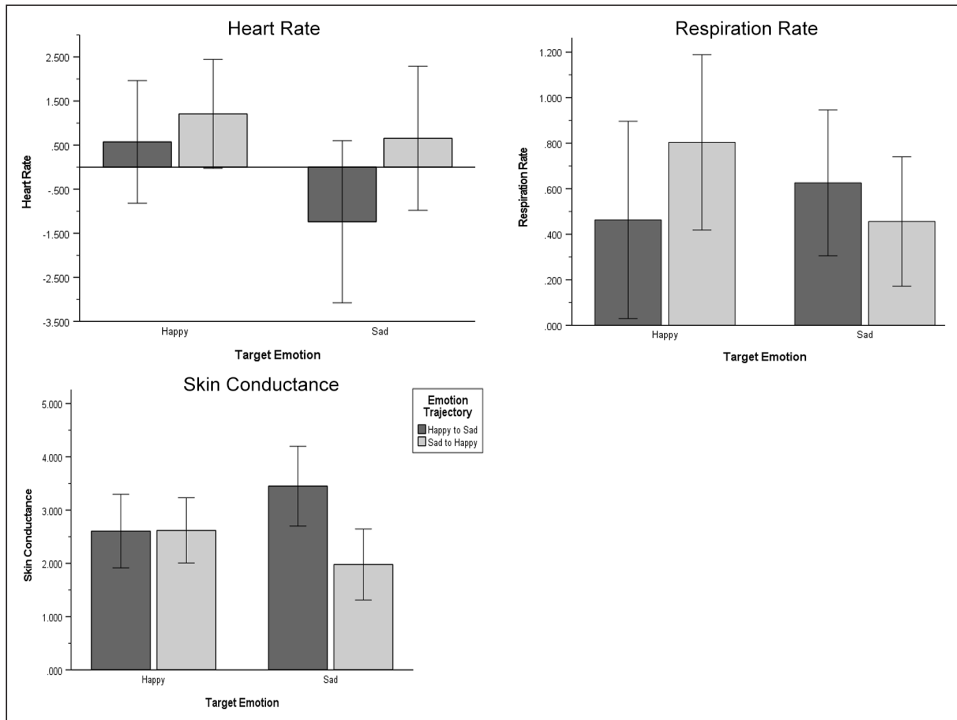 Heart Rate
2.500
1.500
.500
-.500
-1.500
-2.500
-3.500
Heart Rate
Happy
Sad
Target Emotion
Respiration Rate
1.200
1.000
.800
.600
.400
.200
.000
Respiration Rate
Happy
Sad
Target Emotion
Skin Conductance
5.000
4.000
3.000
2.000
1.000
.000
Skin Conductance
Happy
Sad
Target Emotion
Emotion
Trajectory
Happy to Sad
Sad to Happy